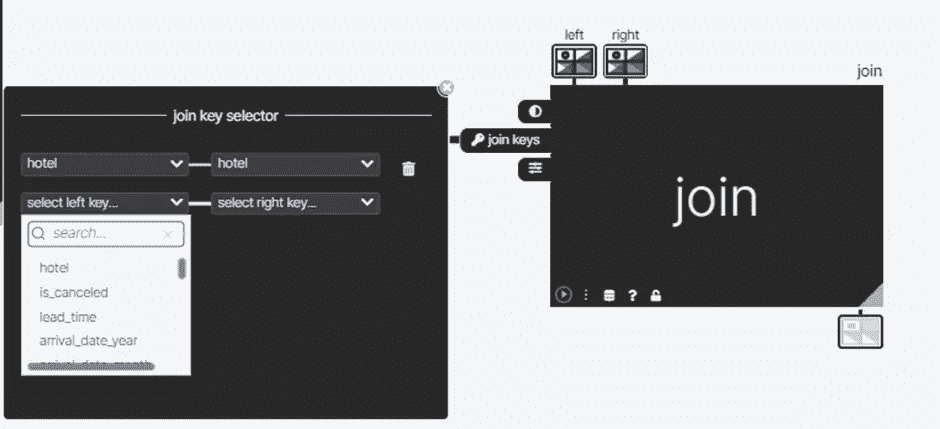 left right
join
join key selector
join keys
hotel hotel
select left key... select right key...
search...
hotel
is_canceled
lead_time
arrival_date_year
arrival_date_month
join
?